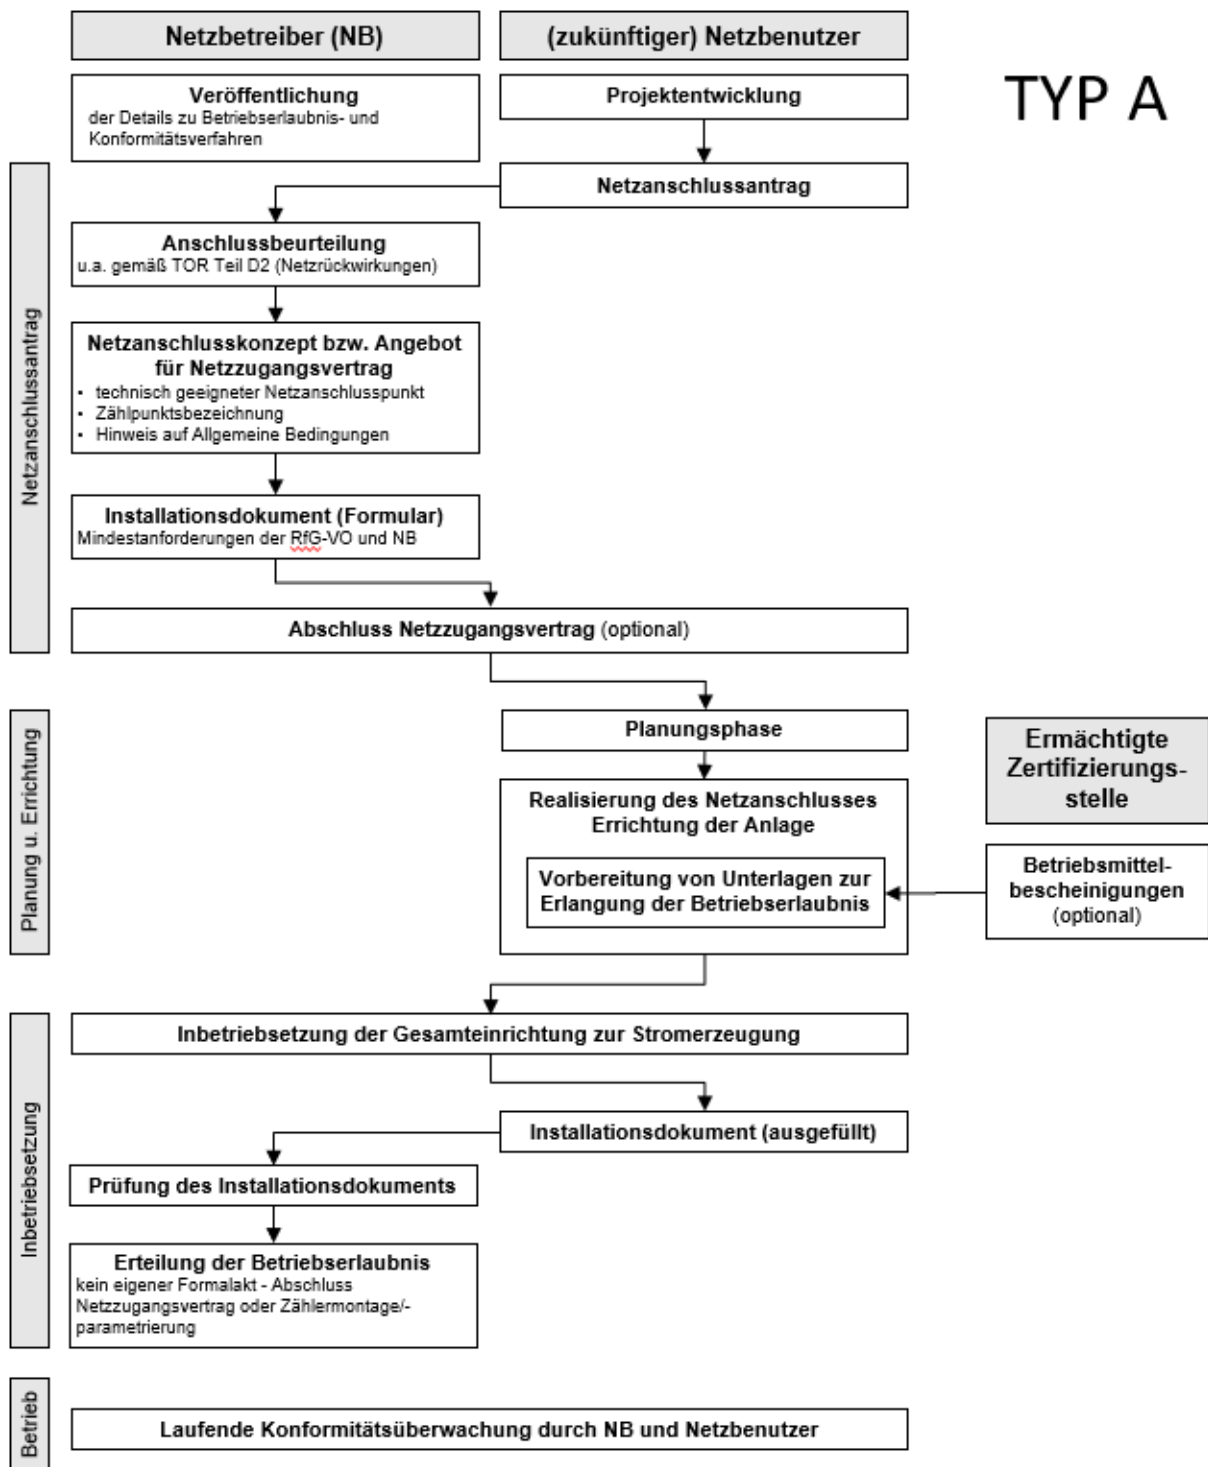 Netzbetreiber (NB)
(zukünftiger) Netzbenutzer
TYP A
Veröffentlichung
der Details zu Betriebserlaubnis- und
Konformitätsverfahren
Projektentwicklung
Netzanschlussantrag
Netzanschlussantrag
Anschlussbeurteilung
u.a. gemäß TOR Teil D2 (Netzrückwirkungen)
Netzanschlusskonzept bzw. Angebot
für Netzzugangsvertrag
• technisch geeigneter Netzanschlusspunkt
• Zählpunktsbezeichnung
• Hinweis auf Allgemeine Bedingungen
Installationsdokument (Formular)
Mindestanforderungen der RfG-VO und NB
Abschluss Netzzugangsvertrag (optional)
Planung u. Errichtung
Planungsphase
Realisierung des Netzanschlusses
Errichtung der Anlage
Vorbereitung von Unterlagen zur
Erlangung der Betriebserlaubnis
Ermächtigte
Zertifizierungs-
stelle
Betriebsmittel-
bescheinigungen
(optional)
Inbetriebsetzung
Inbetriebsetzung der Gesamteinrichtung zur Stromerzeugung
Installationsdokument (ausgefüllt)
Prüfung des Installationsdokuments
Erteilung der Betriebserlaubnis
kein eigener Formalakt - Abschluss
Netzzugangsvertrag oder Zählermontage/-
parametrierung
Betrieb
Laufende Konformitätsüberwachung durch NB und Netzbenutzer